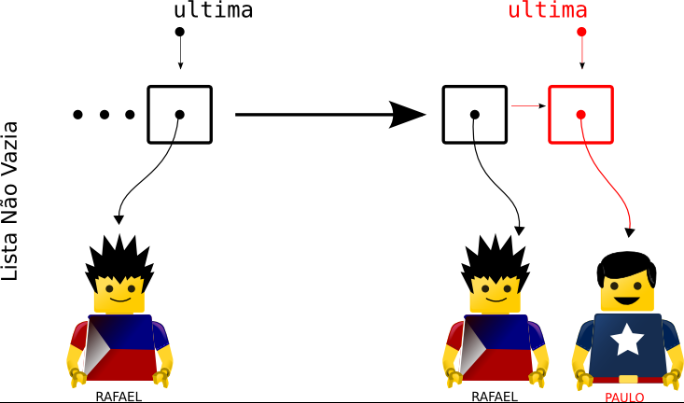 ultima
ultima
Lista Não Vazia
RAFAEL
RAFAEL
PAULO